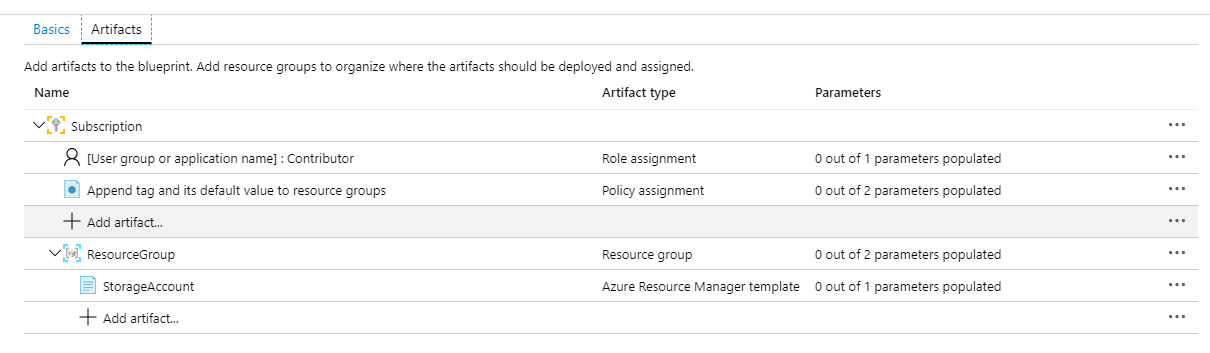 Basics Artifacts
Add artifacts to the blueprint. Add resource groups to organize where the artifacts should be deployed and assigned.
Name Artifact type Parameters
Subscription
[User group or application name] : Contributor Role assignment 0 out of 1 parameters populated
Append tag and its default value to resource groups Policy assignment 0 out of 2 parameters populated
Add artifact...
ResourceGroup Resource group 0 out of 2 parameters populated
StorageAccount Azure Resource Manager template 0 out of 1 parameters populated
Add artifact...